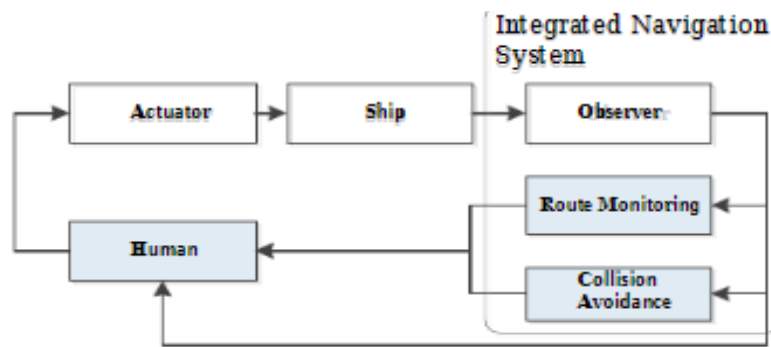 Integrated Navigation
System
Actuator
Ship
Observer
Route Monitoring
Human
Collision
Avoidance